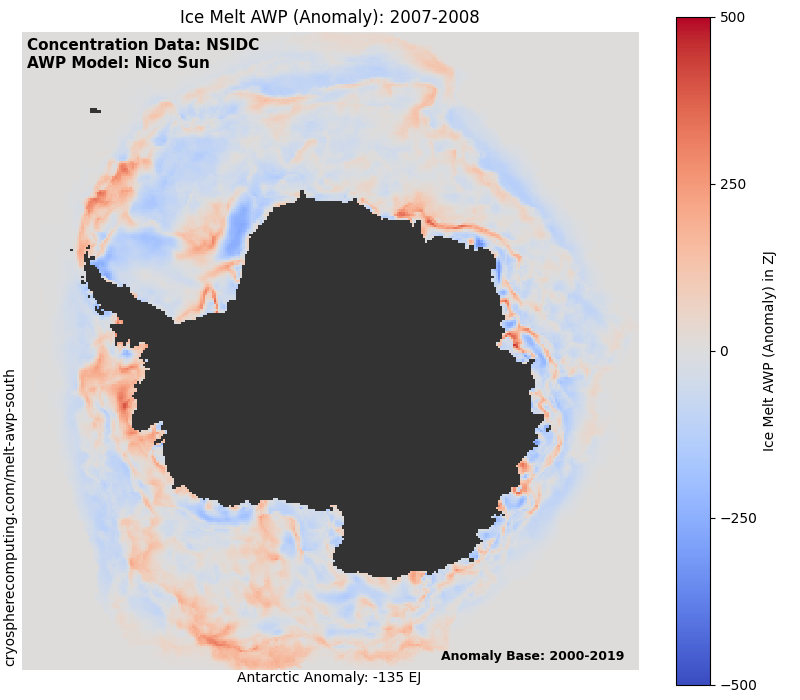 Ice Melt AWP (Anomaly): 2007-2008
Concentration Data: NSIDC
AWP Model: Nico Sun
cryospherecomputing.com/melt-awp-south
Anomaly Base: 2000-2019
Antarctic Anomaly: -135 EJ
500
250
0
−250
−500
Ice Melt AWP (Anomaly) in ZJ